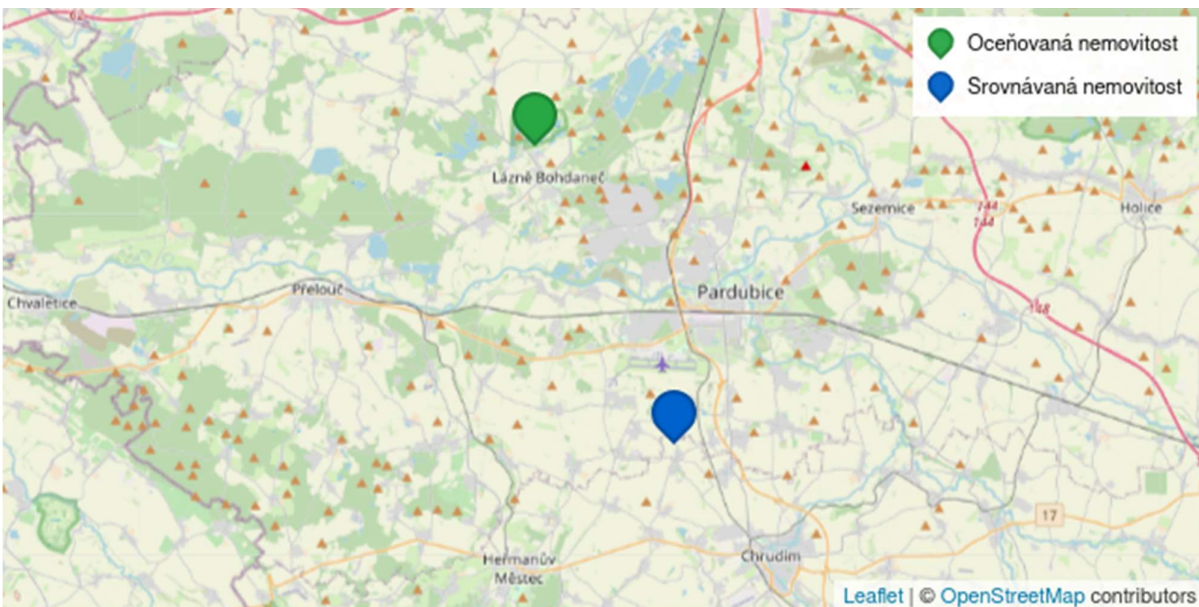 62
Oceňovaná nemovitost
Srovnávaná nemovitost
Lázně Bohdaneč
Sezemice
144
144
Holice
Přelouč
Pardubice
Chvaletice
148
17
Heřmanův
Městec
Chrudim
Leaflet | © OpenStreetMap contributors